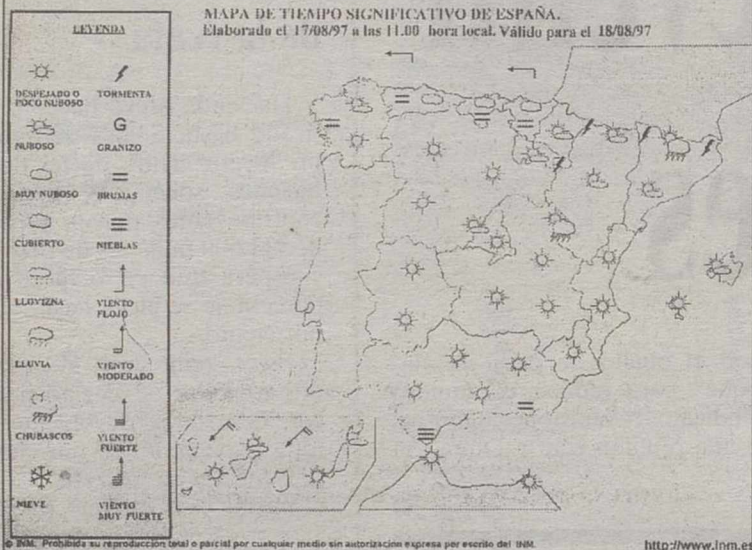 MAPA DE TIEMPO SIGNIFICATIVO DE ESPAÑA.
Elaborado el 17/08/97 a las 11.00 hora local. Válido para el 18/08/97
LEYENDA
DESPEJADO O
POCO NUBOSO
TORMENTA
NUBOSO
G
GRANIZO
MUY NUBOSO
BRUMAS
CUBIERTO
NIEBLAS
LLOVIZNA
VIENTO
FLOJO
LLUVIA
VIENTO
MODERADO
CHUBASCOS
VIENTO
FUERTE
NIEVE
VIENTO
MUY FUERTE
© INM. Prohibida su reproducción total o parcial por cualquier medio sin autorización expresa por escrito del INM.
http://www.inm.es